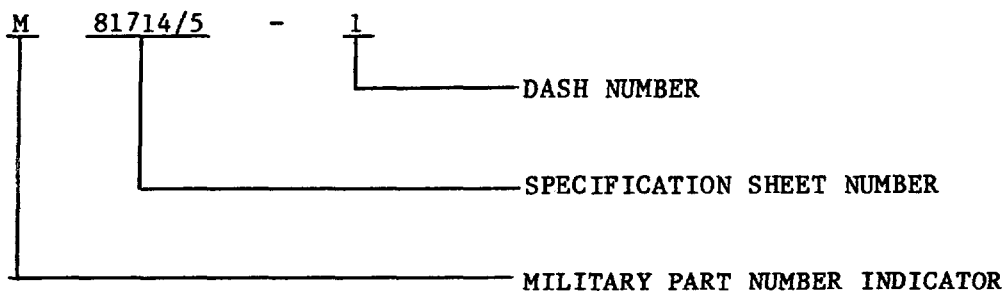 M 81714/5 - 1
DASH NUMBER
SPECIFICATION SHEET NUMBER
MILITARY PART NUMBER INDICATOR